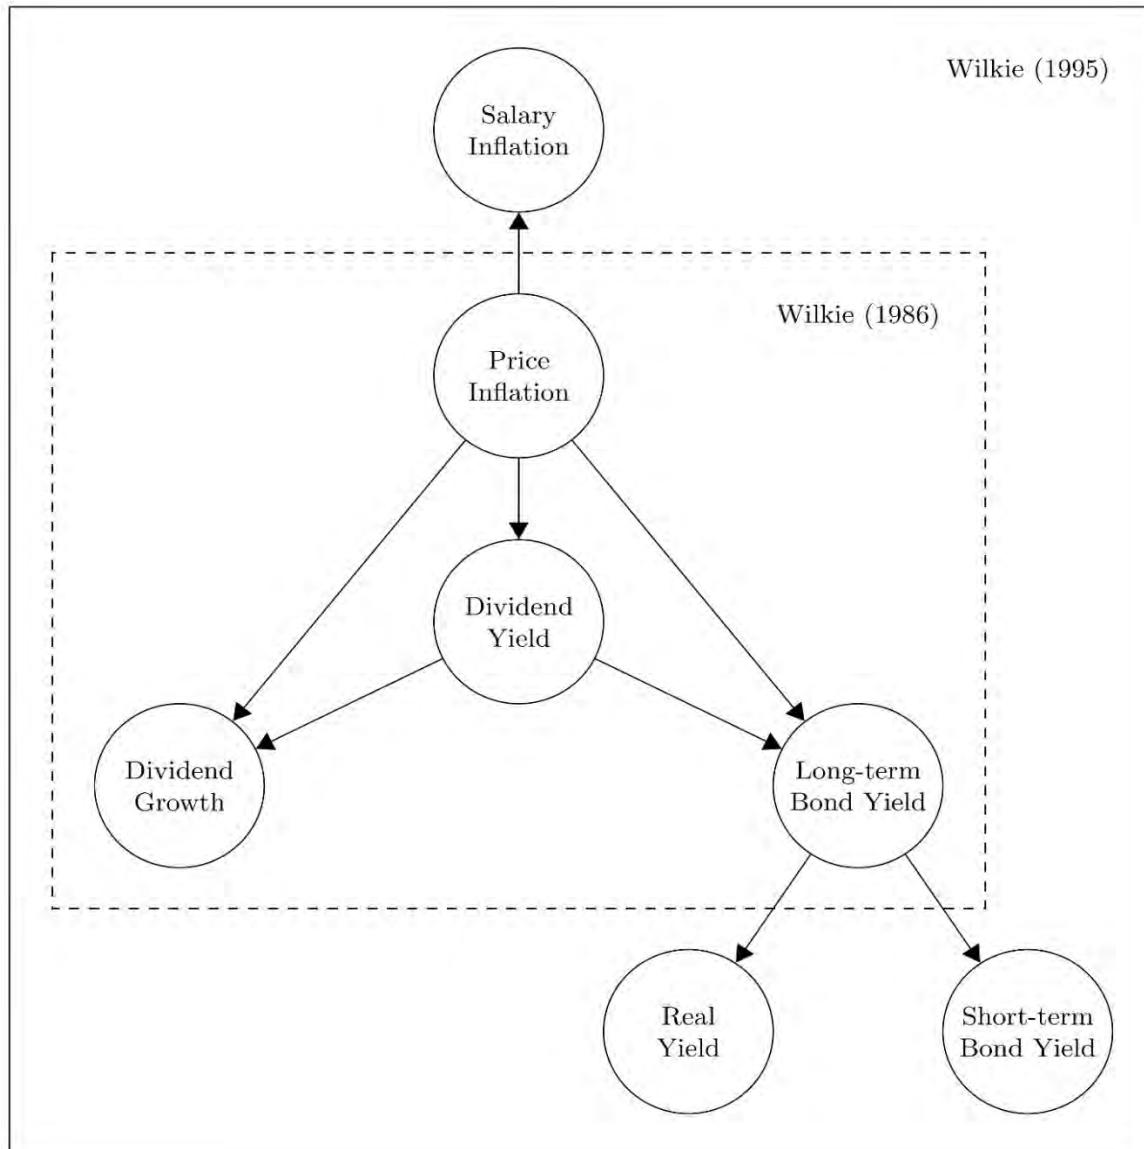 Wilkie (1995)
Salary
Inflation
Wilkie (1986)
Price
Inflation
Dividend
Yield
Dividend
Growth
Long-term
Bond Yield
Real
Yield
Short-term
Bond Yield